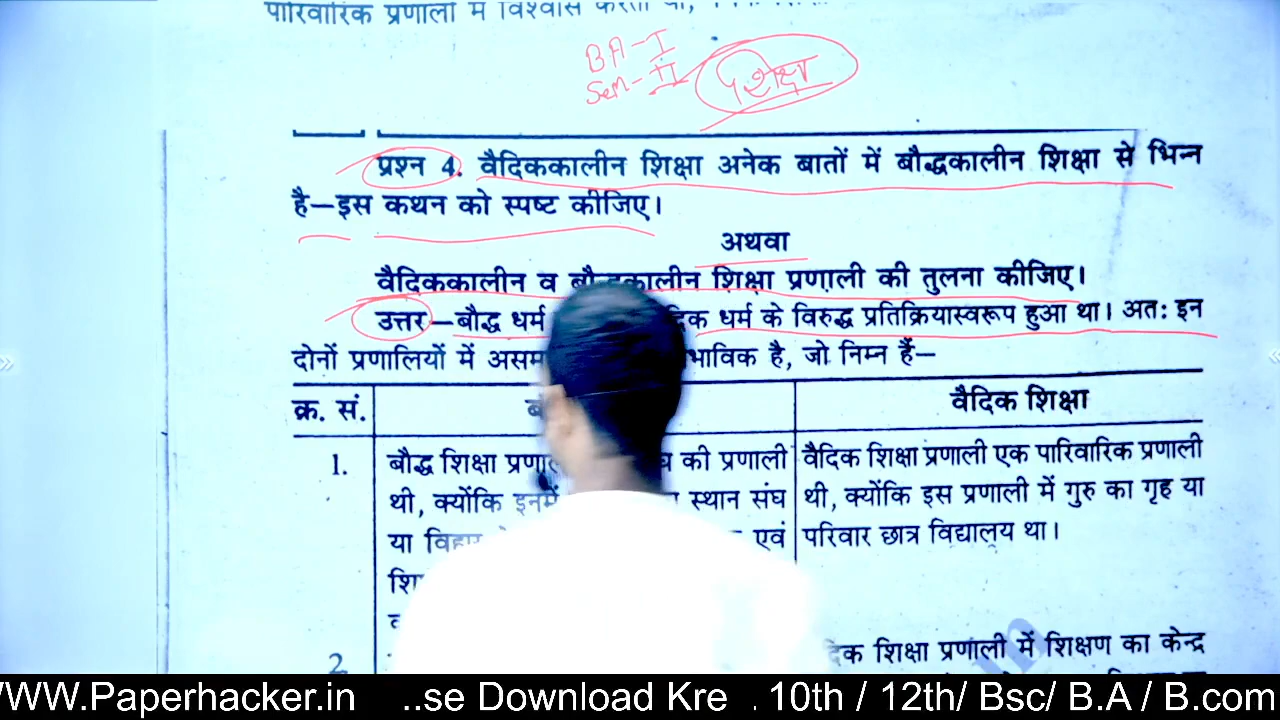 पारिवारिक प्रणाली में विश्वास करता था,
BA-I
Sem-II
शिक्षा
प्रश्न 4. वैदिककालीन शिक्षा अनेक बातों में बौद्धकालीन शिक्षा से भिन्न
है—इस कथन को स्पष्ट कीजिए।
अथवा
वैदिककालीन व बौद्धकालीन शिक्षा प्रणाली की तुलना कीजिए।
उत्तर—बौद्ध धर्म धर्म के विरुद्ध प्रतिक्रियास्वरूप हुआ था। अतः इन
दोनों प्रणालियों में है, जो निम्न हैं—
क्र. सं. वैदिक शिक्षा
1. बौद्ध शिक्षा की प्रणाली वैदिक शिक्षा प्रणाली एक पारिवारिक प्रणाली
थी, क्योंकि स्थान संघ थी, क्योंकि इस प्रणाली में गुरु का गृह या
या एवं परिवार छात्र विद्यालय था।
2 शिक्षा प्रणाली में शिक्षण का केन्द्र
WWW.Paperhacker.in ..se Download Kre . 10th / 12th/ Bsc/ B.A / B.com